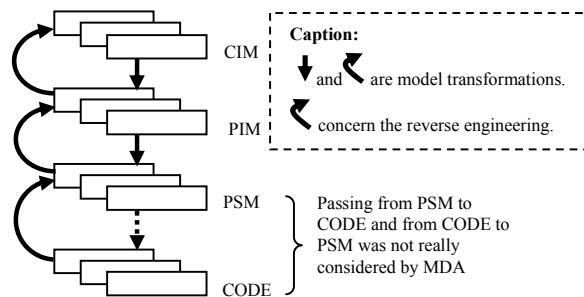 CIM
PIM
PSM
CODE
Caption:
and are model transformations.
concern the reverse engineering.
Passing from PSM to
CODE and from CODE to
PSM was not really
considered by MDA